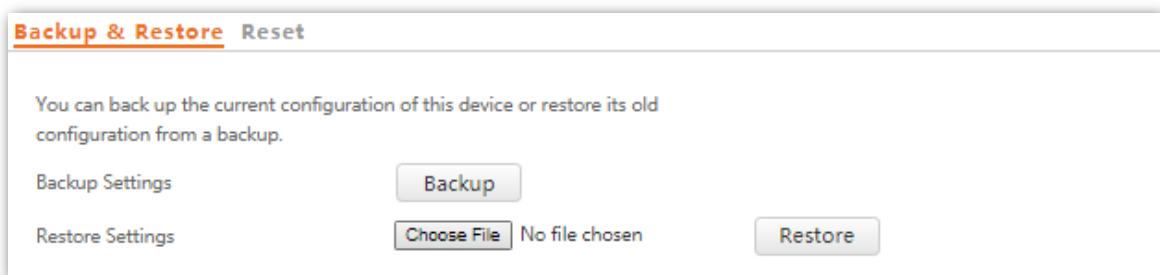 Backup & Restore Reset
You can back up the current configuration of this device or restore its old
configuration from a backup.
Backup Settings Backup
Restore Settings Choose File No file chosen Restore